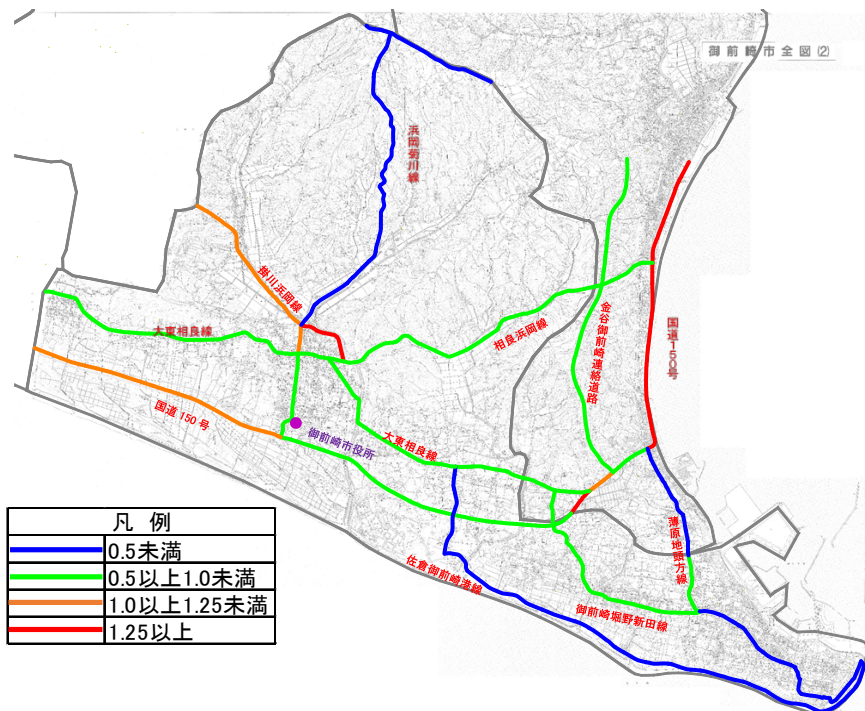 御前崎市全図(2)
浜岡菊川線
掛川浜岡線
大東相良線
相良浜岡線
金谷御前崎連絡道路
国道150号
国道150号
御前崎市役所
大東相良線
佐倉御前崎港線
薄原地頭方線
御前崎堀野新田線
凡 例
0.5未満
0.5以上1.0未満
1.0以上1.25未満
1.25以上